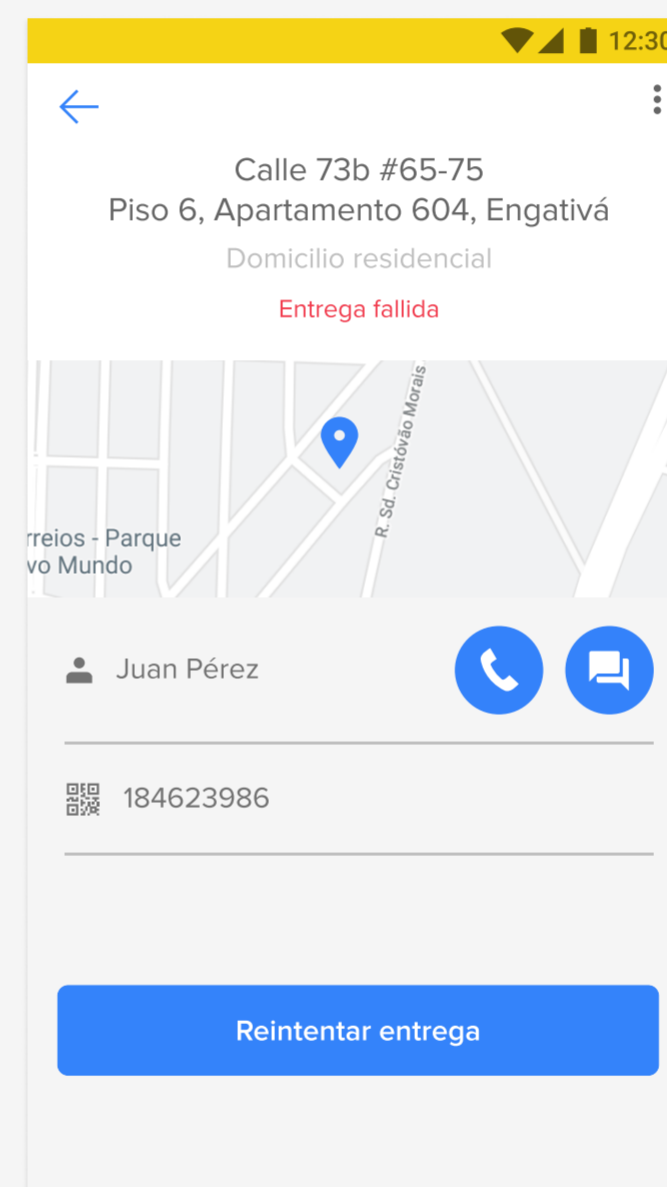 12:30
Calle 73b #65-75
Piso 6, Apartamento 604, Engativá
Domicilio residencial
Entrega fallida
R. Sd. Cristóvão Morais
rreios - Parque
vo Mundo
Juan Pérez
184623986
Reintentar entrega